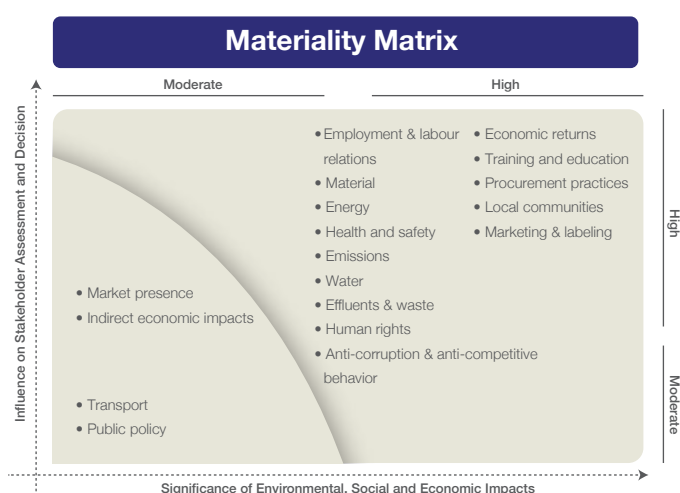 Materiality Matrix
Moderate
High
Influence on Stakeholder Assessment and Decision
• Employment & labour
relations
• Material
• Energy
• Health and safety
• Emissions
• Water
• Effluents & waste
• Human rights
• Anti-corruption & anti-competitive
behavior
• Economic returns
• Training and education
• Procurement practices
• Local communities
• Marketing & labeling
• Market presence
• Indirect economic impacts
• Transport
• Public policy
High
Moderate
Significance of Environmental, Social and Economic Impacts